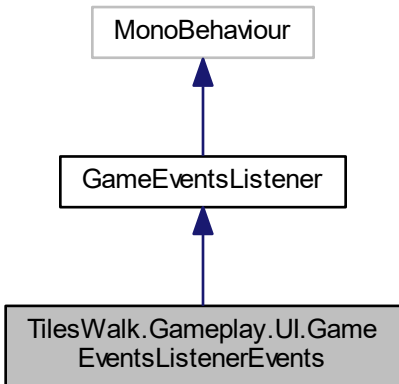 MonoBehaviour
GameEventsListener
TilesWalk.Gameplay.UI.Game
EventsListenerEvents